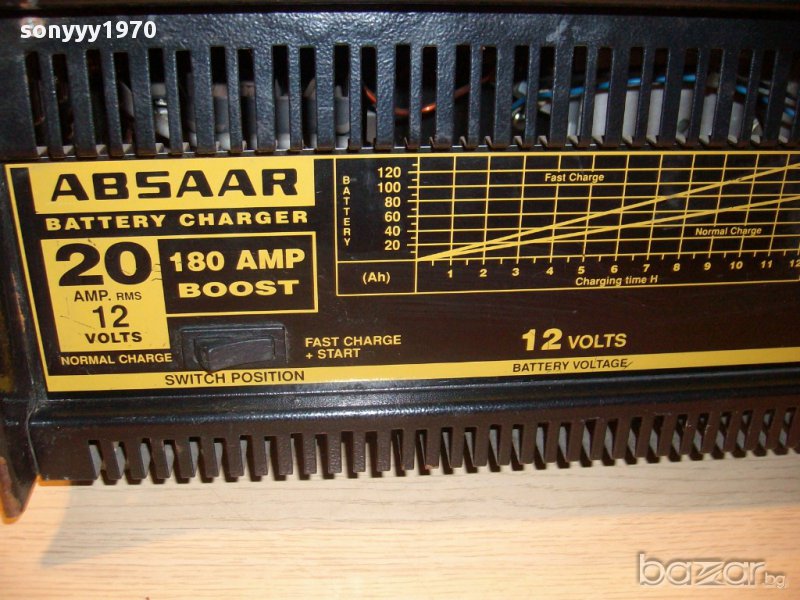 sonyyy1970
ABSAAR
BATTERY CHARGER
20
AMP. RMS
12
VOLTS
180 AMP
BOOST
BATTERY
120
100
80
60
40
20
(Ah)
Fast Charge
Normal Charge
1 2 3 4 5 6 7 8 9 10 11 12
Charging time H
NORMAL CHARGE
FAST CHARGE
+ START
SWITCH POSITION
12 VOLTS
BATTERY VOLTAGE
bazar.bg